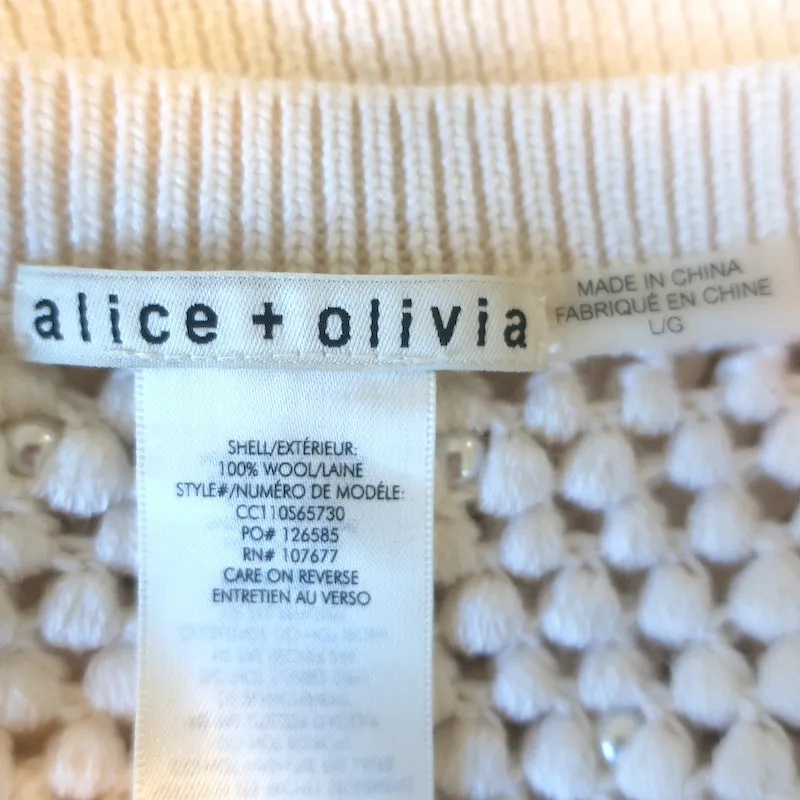 alice + olivia
MADE IN CHINA
FABRIQUÉ EN CHINE
L/G
SHELL/EXTÉRIEUR:
100% WOOL/LAINE
STYLE#/NUMÉRO DE MODÉLE:
CC110S65730
PO# 126585
RN# 107677
CARE ON REVERSE
ENTRETIEN AU VERSO